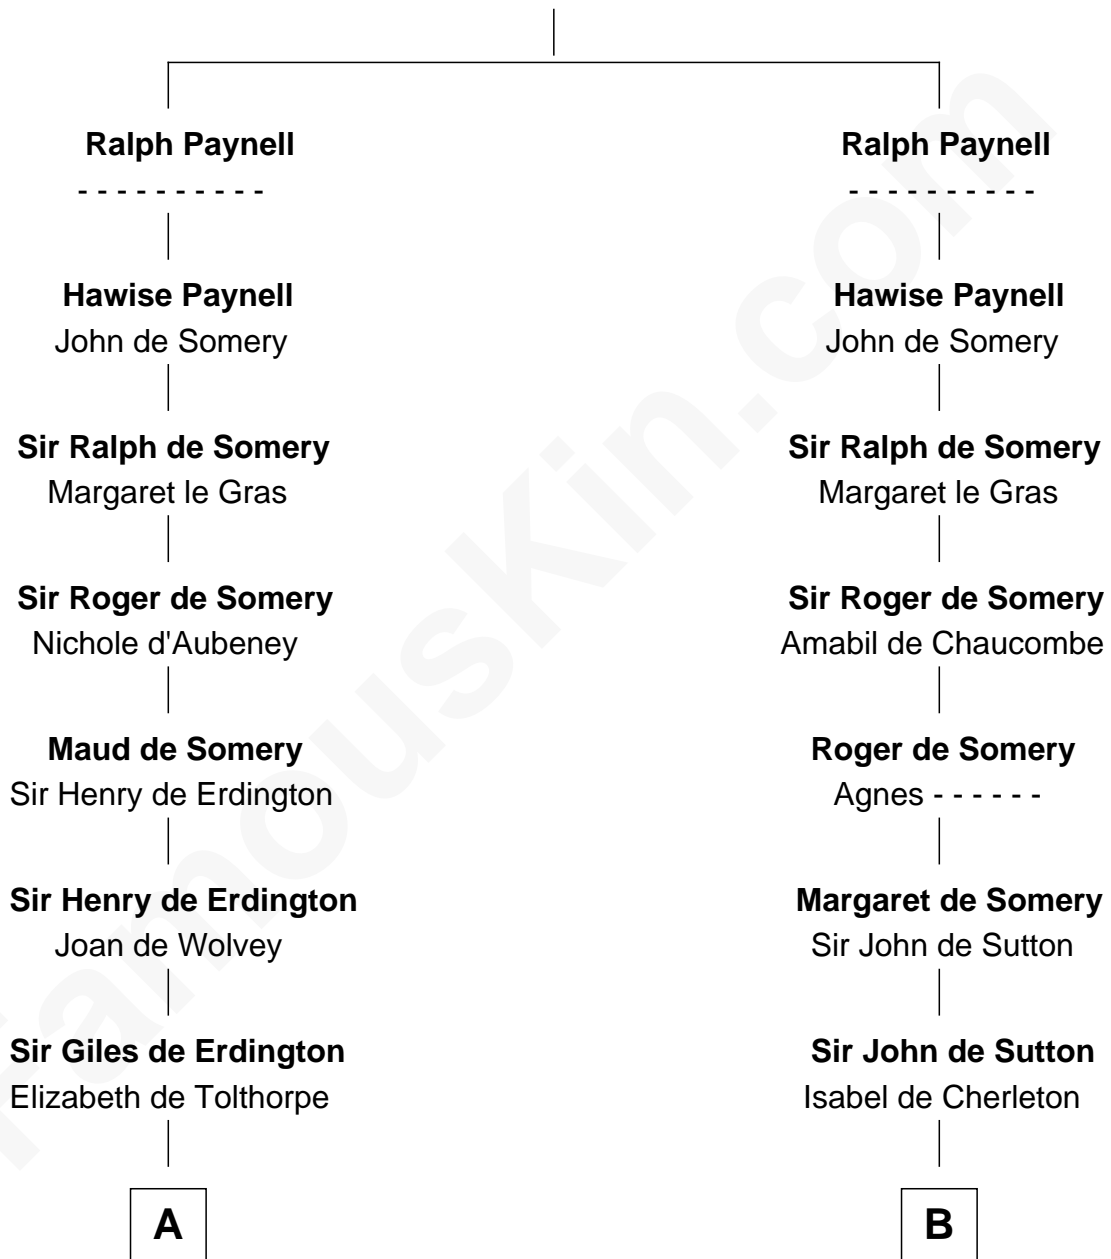 Ralph Paynell
- - - - - - - - - -
Hawise Paynell
John de Somery
Sir Ralph de Somery
Margaret le Gras
Sir Roger de Somery
Nichole d'Aubeney
Maud de Somery
Sir Henry de Erdington
Sir Henry de Erdington
Joan de Wolvey
Sir Giles de Erdington
Elizabeth de Tolthorpe
A
Ralph Paynell
- - - - - - - - - -
Hawise Paynell
John de Somery
Sir Ralph de Somery
Margaret le Gras
Sir Roger de Somery
Amabil de Chaucombe
Roger de Somery
Agnes - - - - - -
Margaret de Somery
Sir John de Sutton
Sir John de Sutton
Isabel de Cherleton
B
FamousKin.com